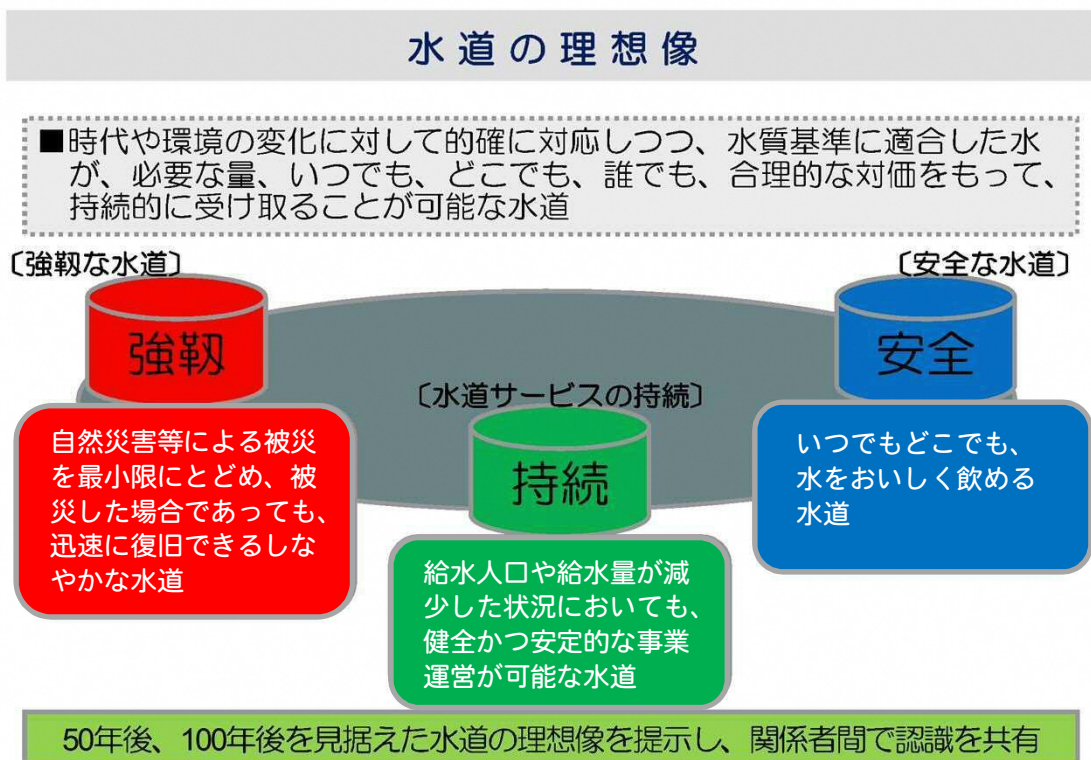 水道の理想像
■時代や環境の変化に対して的確に対応しつつ、水質基準に適合した水
が、必要な量、いつでも、どこでも、誰でも、合理的な対価をもって、
持続的に受け取ることが可能な水道
〔強靱な水道〕
〔安全な水道〕
強靱
安全
〔水道サービスの持続〕
持続
自然災害等による被災
を最小限にとどめ、被
災した場合であっても、
迅速に復旧できるしな
やかな水道
いつでもどこでも、
水をおいしく飲める
水道
給水人口や給水量が減
少した状況においても、
健全かつ安定的な事業
運営が可能な水道
50年後、100年後を見据えた水道の理想像を提示し、関係者間で認識を共有